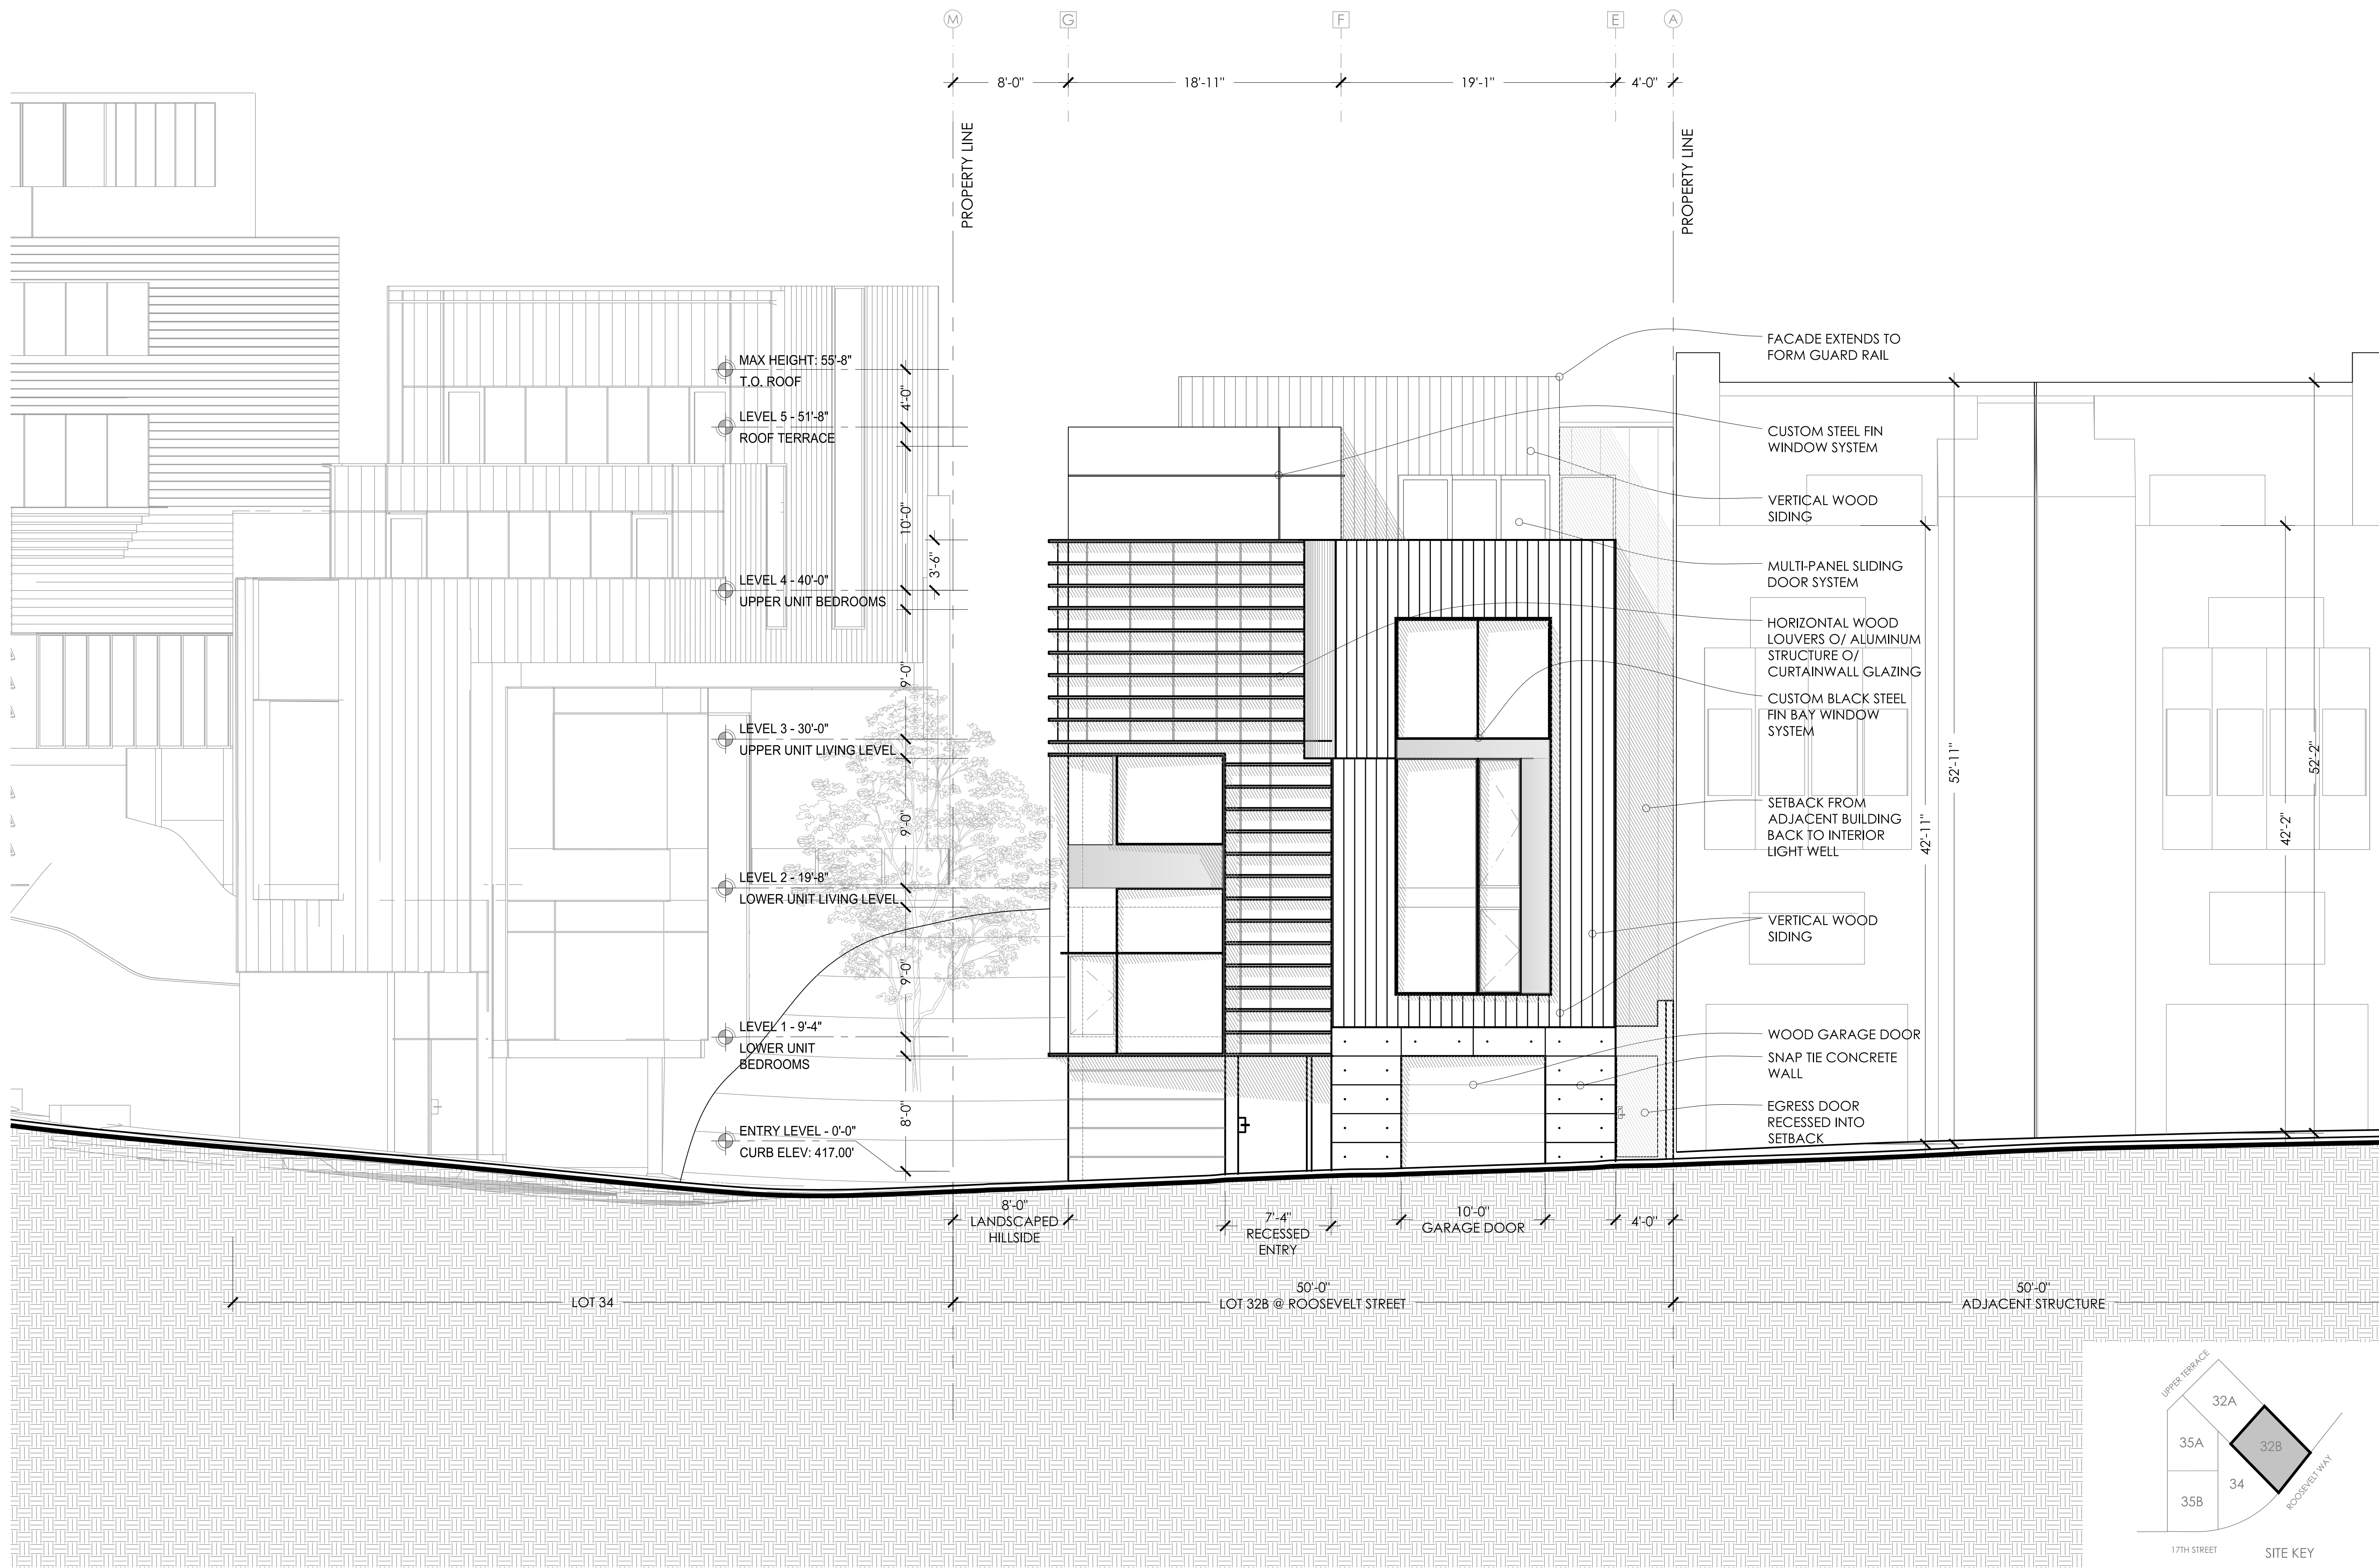 M
G
F
E
A
8'-0"
18'-11"
19'-1"
4'-0"
PROPERTY LINE
PROPERTY LINE
MAX HEIGHT: 55'-8"
T.O. ROOF
LEVEL 5 - 51'-8"
ROOF TERRACE
LEVEL 4 - 40'-0"
UPPER UNIT BEDROOMS
LEVEL 3 - 30'-0"
UPPER UNIT LIVING LEVEL
LEVEL 2 - 19'-8"
LOWER UNIT LIVING LEVEL
LEVEL 1 - 9'-4"
LOWER UNIT
BEDROOMS
ENTRY LEVEL - 0'-0"
CURB ELEV: 417.00'
4'-0"
10'-0"
3'-6"
9'-0"
9'-0"
9'-0"
8'-0"
FACADE EXTENDS TO
FORM GUARD RAIL
CUSTOM STEEL FIN
WINDOW SYSTEM
VERTICAL WOOD
SIDING
MULTI-PANEL SLIDING
DOOR SYSTEM
HORIZONTAL WOOD
LOUVERS O/ ALUMINUM
STRUCTURE O/
CURTAINWALL GLAZING
CUSTOM BLACK STEEL
FIN BAY WINDOW
SYSTEM
SETBACK FROM
ADJACENT BUILDING
BACK TO INTERIOR
LIGHT WELL
VERTICAL WOOD
SIDING
WOOD GARAGE DOOR
SNAP TIE CONCRETE
WALL
EGRESS DOOR
RECESSED INTO
SETBACK
42'-11"
52'-11"
42'-2"
52'-2"
8'-0"
LANDSCAPED
HILLSIDE
7'-4"
RECESSED
ENTRY
10'-0"
GARAGE DOOR
4'-0"
LOT 34
50'-0"
LOT 32B @ ROOSEVELT STREET
50'-0"
ADJACENT STRUCTURE
UPPER TERRACE
32A
35A
32B
34
35B
ROOSEVELT WAY
17TH STREET
SITE KEY